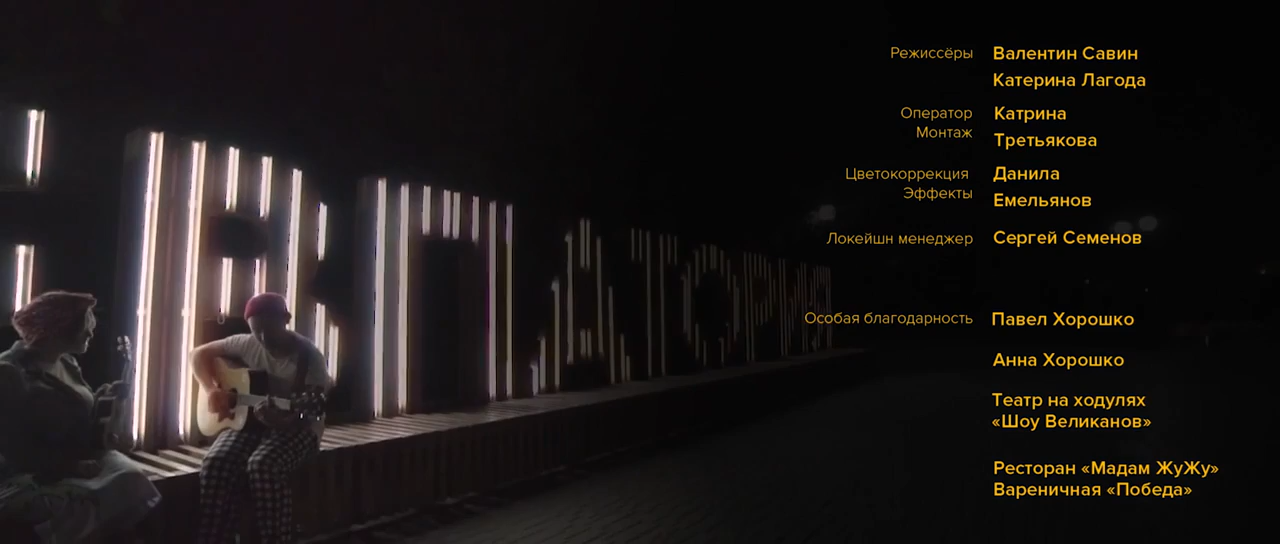 ЕВПАТОРИЯ
Режиссёры Валентин Савин
Катерина Лагода
Оператор Катрина
Монтаж Третьякова
Цветокоррекция Данила
Эффекты Емельянов
Локейшн менеджер Сергей Семенов
Особая благодарность Павел Хорошко
Анна Хорошко
Театр на ходулях
«Шоу Великанов»
Ресторан «Мадам ЖуЖу»
Вареничная «Победа»